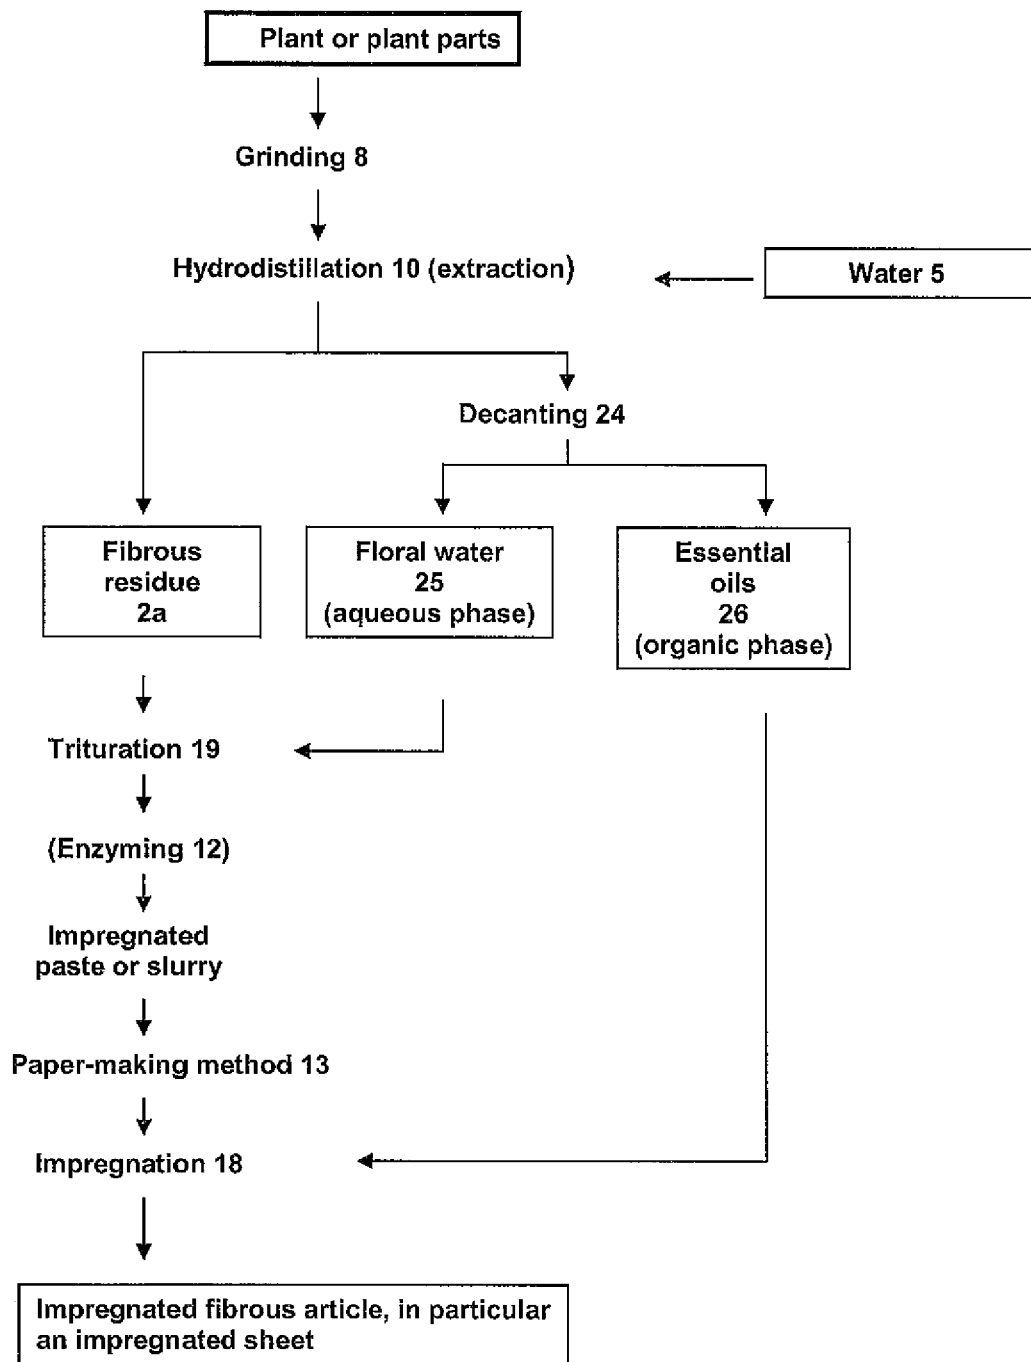 Plant or plant parts
Grinding 8
Hydrodistillation 10 (extraction)
Water 5
Decanting 24
Fibrous
residue
2a
Floral water
25
(aqueous phase)
Essential
oils
26
(organic phase)
Trituration 19
(Enzyming 12)
Impregnated
paste or slurry
Paper-making method 13
Impregnation 18
Impregnated fibrous article, in particular
an impregnated sheet